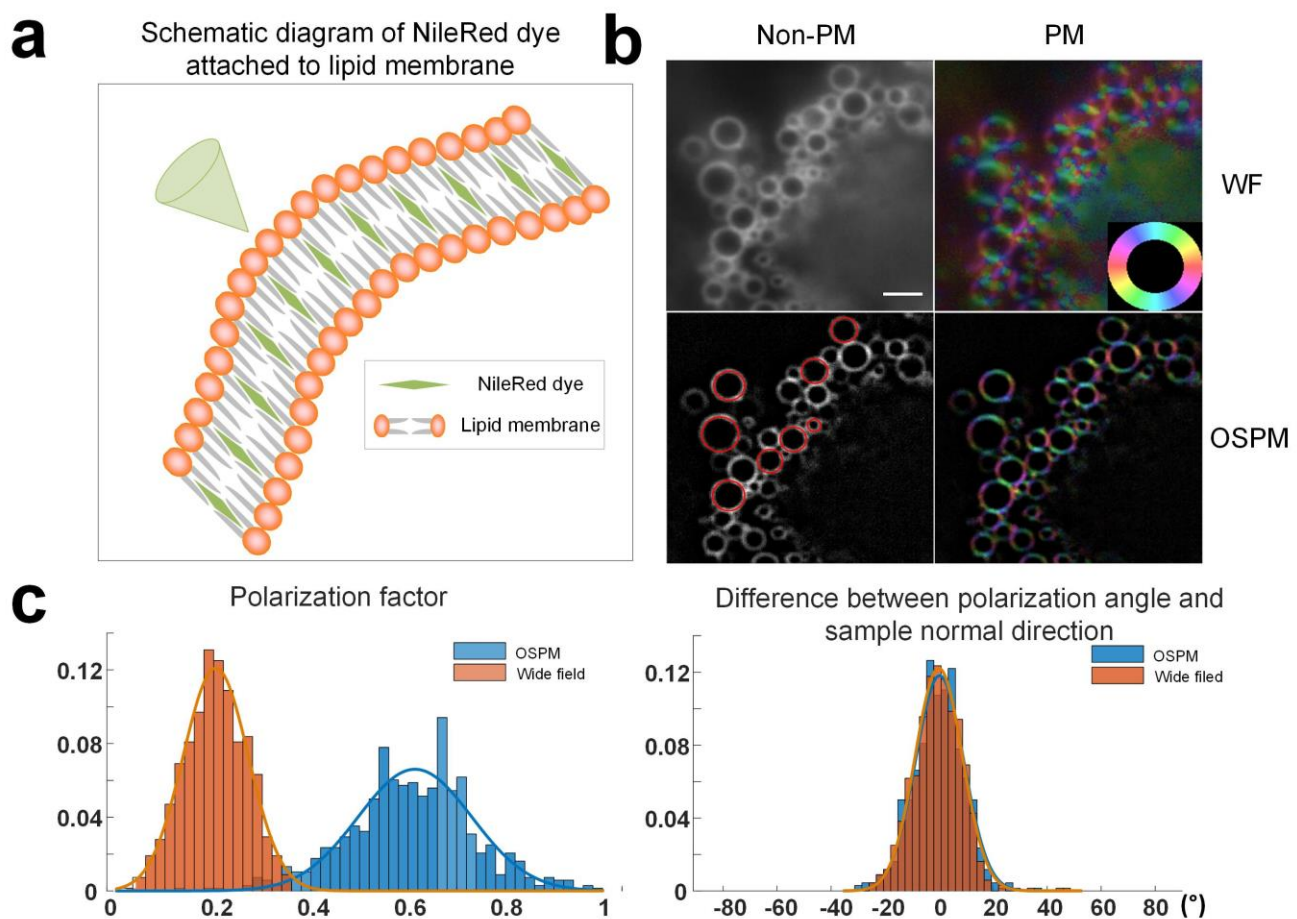 a
Schematic diagram of NileRed dye
attached to lipid membrane
NileRed dye
Lipid membrane
b
Non-PM
PM
WF
OSPM
c
Polarization factor
OSPM
Wide field
0.12
0.08
0.04
0
0 0.2 0.4 0.6 0.8 1
Difference between polarization angle and
sample normal direction
OSPM
Wide filed
0.12
0.08
0.04
0
-80 -60 -40 -20 0 20 40 60 80 (°)